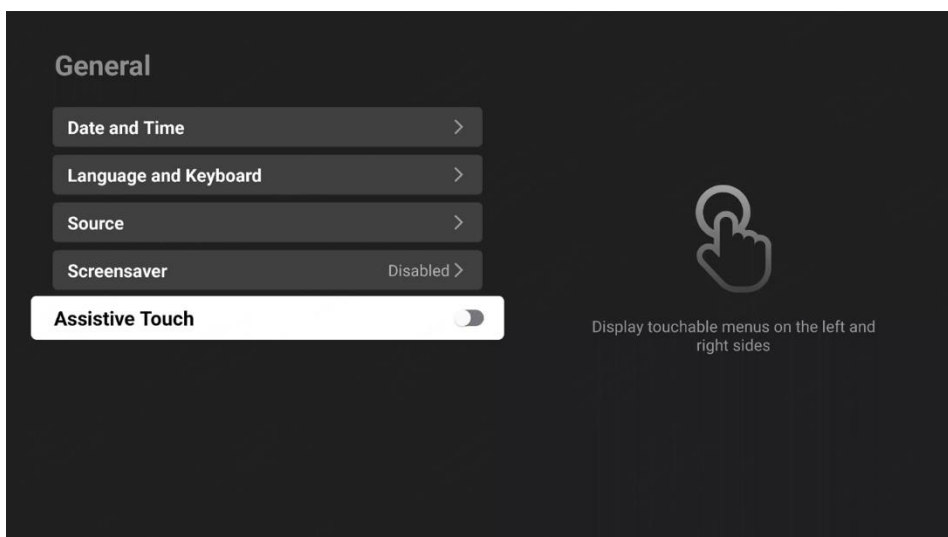 General
Date and Time
Language and Keyboard
Source
Screensaver Disabled
Assistive Touch
Display touchable menus on the left and
right sides